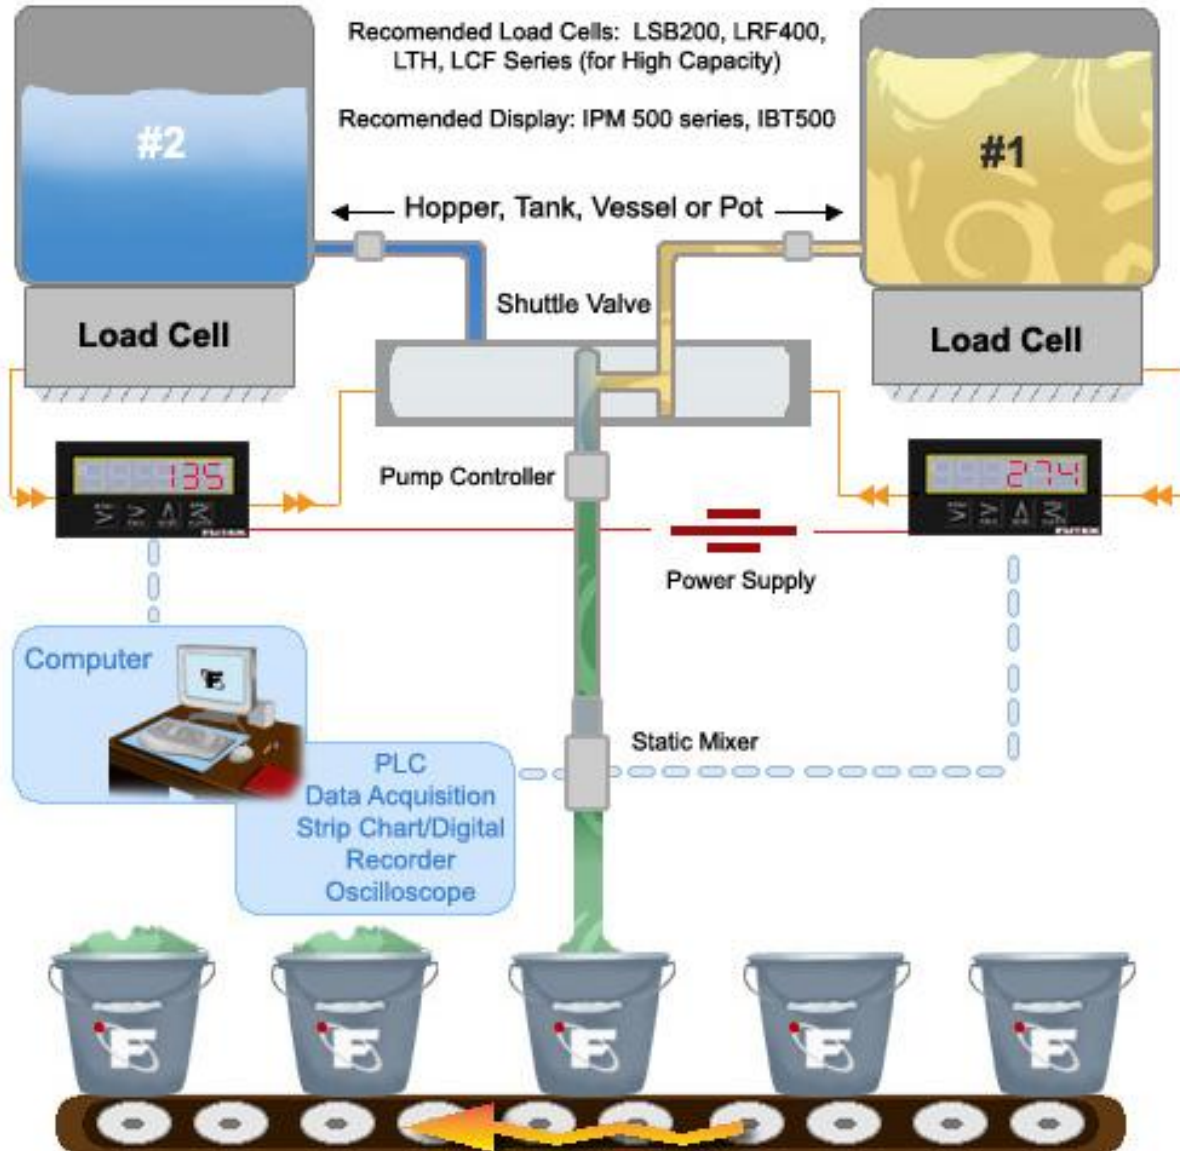 Recomended Load Cells: LSB200, LRF400,
LTH, LCF Series (for High Capacity)
Recomended Display: IPM 500 series, IBT500
#2
#1
Hopper, Tank, Vessel or Pot
Shuttle Valve
Load Cell
Load Cell
135
274
Pump Controller
Power Supply
Computer
F
Static Mixer
PLC
Data Acquisition
Strip Chart/Digital
Recorder
Oscilloscope
F
F
F
F
F